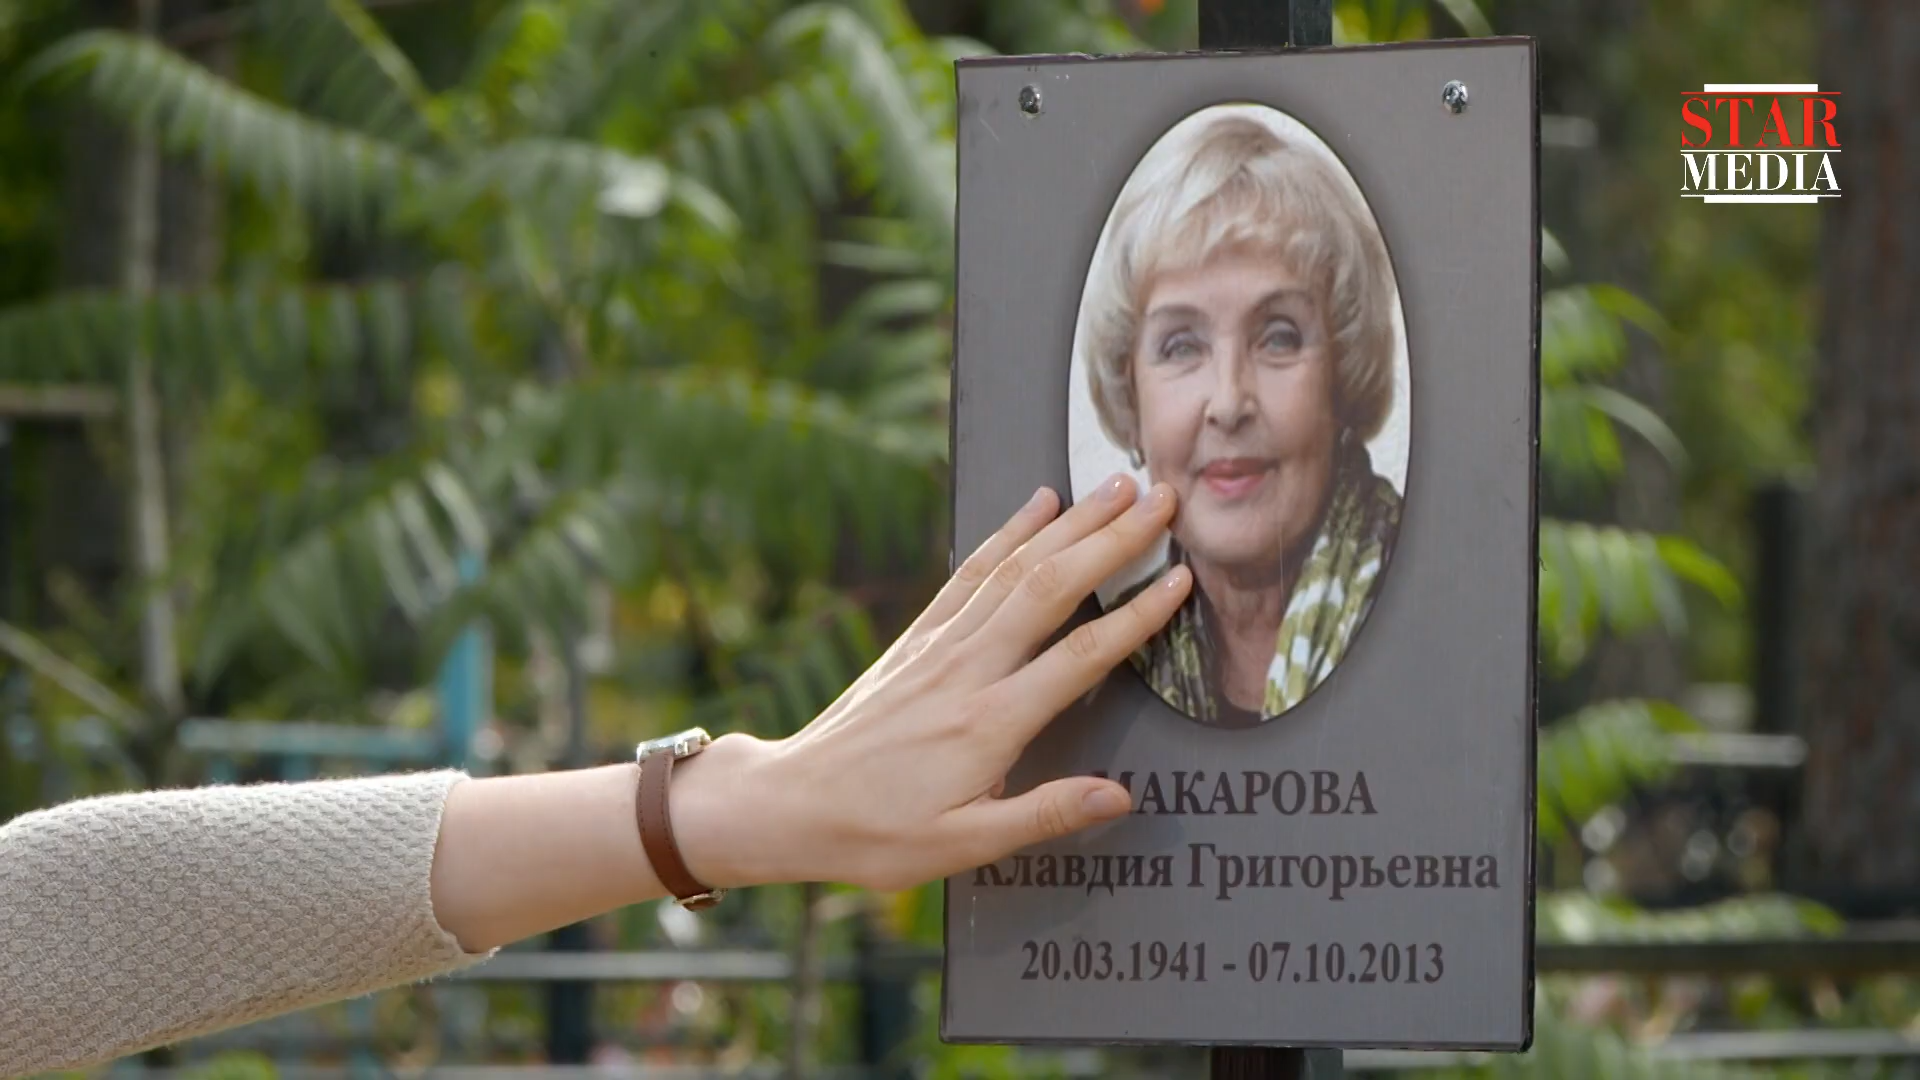 STAR
MEDIA
МАКАРОВА
Клавдия Григорьевна
20.03.1941 - 07.10.2013